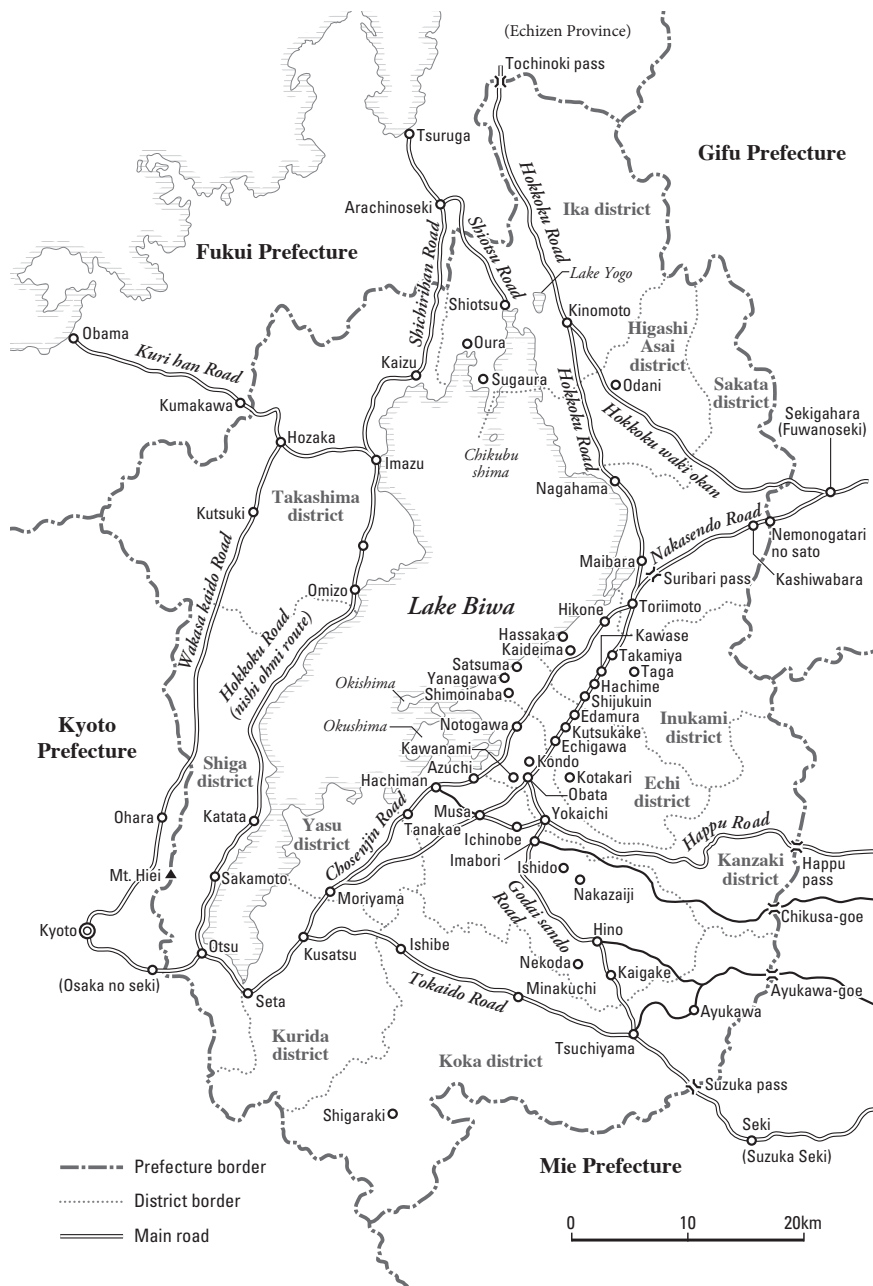 (Echizen Province)
Tochinoki pass
Tsuruga
Gifu Prefecture
Hokkoku Road
Ika district
Arachinoseki
Fukui Prefecture
Shiotsu Road
Shichiriban Road
Lake Yogo
Shiotsu
Kinomoto
Obama
Oura
Higashi
Asai
district
Kuri han Road
Kaizu
Sugaura
Odani
Sakata
district
Kumakawa
Hokkoku Road
Sekigahara
(Fuwanoseki)
Hozaka
Chikubu
shima
Hokkoku waki okan
Imazu
Nagahama
Takashima
district
Kutsuki
Nakasendo Road
Nemonogatari
no sato
Maibara
Suribari pass
Kashiwabara
Omizo
Wakasa kaido Road
Lake Biwa
Hikone
Toriimoto
Hokkoku Road
(nishi ohmi route)
Hassaka
Kawase
Kaideima
Takamiya
Satsuma
Taga
Yanagawa
Hachime
Okishima
Shimoinaba
Shijukuin
Edamura
Kyoto
Prefecture
Okushima
Notogawa
Kutsukake
Inukami
district
Kawanami
Echigawa
Shiga
district
Azuchi
Kondo
Hachiman
Kotakari
Echi
district
Obata
Ohara
Katata
Yasu
district
Chosenjin Road
Musa
Yokaichi
Tanakae
Happu Road
Ichinobe
Imabori
Kanzaki
district
Happu
pass
Mt. Hiei
Sakamoto
Ishido
Moriyama
Nakazaiji
Chikusa-goe
Godai sando
Road
Kyoto
Otsu
Kusatsu
Ishibe
Hino
(Osaka no seki)
Nekoda
Kaigake
Seta
Tokaido Road
Minakuchi
Ayukawa-goe
Ayukawa
Kurida
district
Tsuchiyama
Koka district
Suzuka pass
Shigaraki
Seki
(Suzuka Seki)
Mie Prefecture
Prefecture border
District border
Main road
0 10 20km